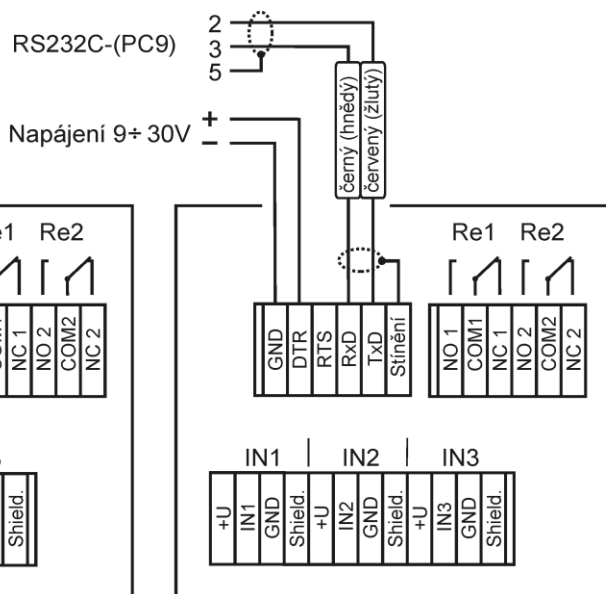 RS232C-(PC9)
2
3
5
Napájení 9÷ 30V
+
−
černý (hnědý)
červený (žlutý)
Re2
NC 1
NO 2
COM2
NC 2
Shield.
Re1 Re2
GND
DTR
RTS
RxD
TxD
Stínění
NO 1
COM1
NC 1
NO 2
COM2
NC 2
IN1 IN2 IN3
+U
IN1
GND
Shield.
+U
IN2
GND
Shield.
+U
IN3
GND
Shield.